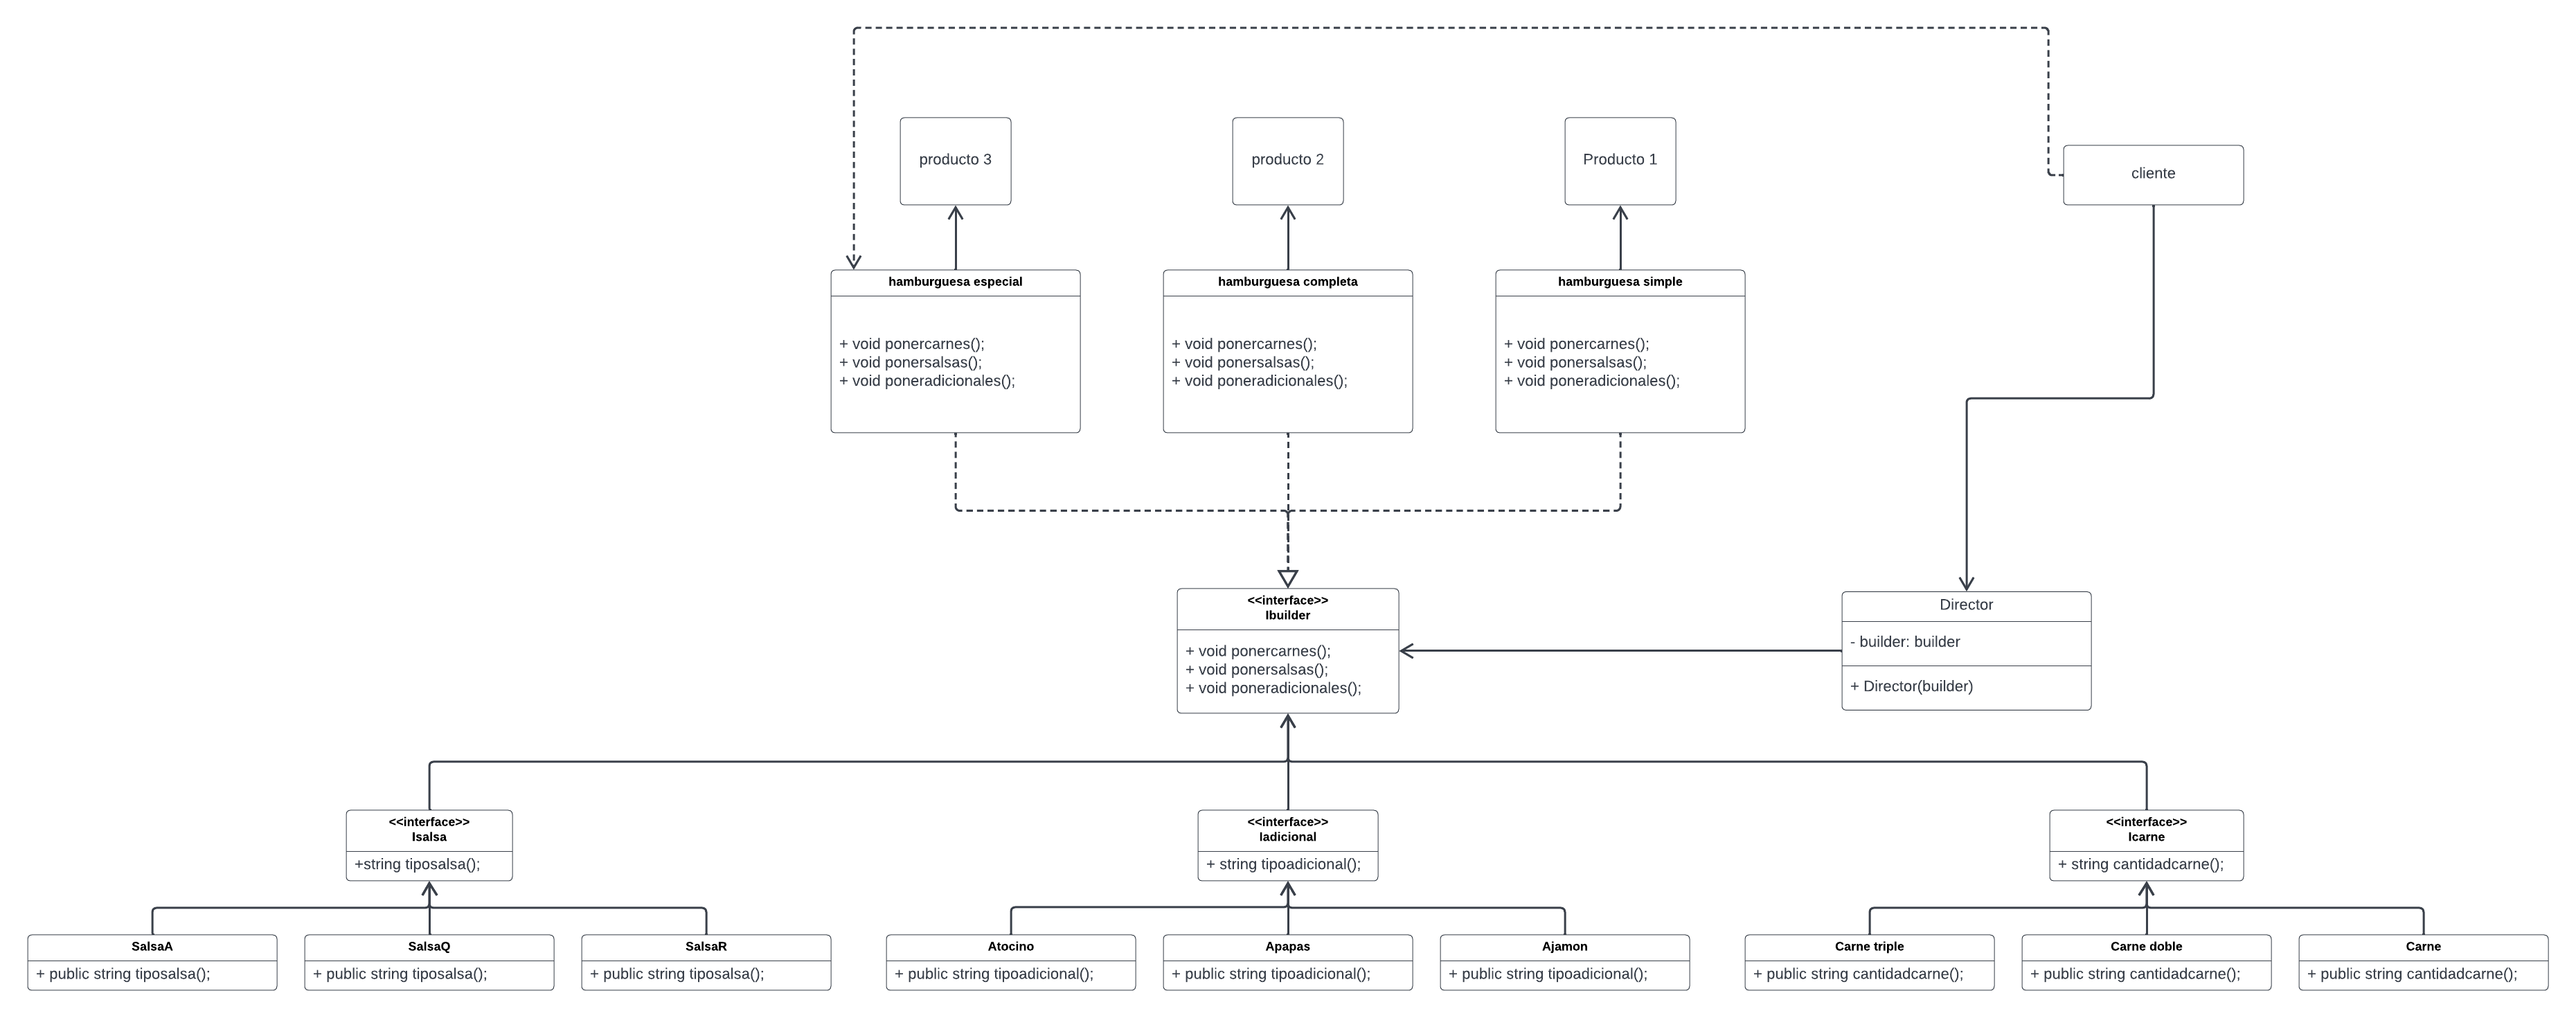 producto 3
producto 2
Producto 1
cliente
hamburguesa especial
+ void ponercarnes();
+ void ponersalsas();
+ void poneradicionales();
hamburguesa completa
+ void ponercarnes();
+ void ponersalsas();
+ void poneradicionales();
hamburguesa simple
+ void ponercarnes();
+ void ponersalsas();
+ void poneradicionales();
<<interface>>
Ibuilder
+ void ponercarnes();
+ void ponersalsas();
+ void poneradicionales();
Director
- builder: builder
+ Director(builder)
<<interface>>
Isalsa
+string tiposalsa();
<<interface>>
Iadicional
+ string tipoadicional();
<<interface>>
Icarne
+ string cantidadcarne();
SalsaA
+ public string tiposalsa();
SalsaQ
+ public string tiposalsa();
SalsaR
+ public string tiposalsa();
Atocino
+ public string tipoadicional();
Apapas
+ public string tipoadicional();
Ajamon
+ public string tipoadicional();
Carne triple
+ public string cantidadcarne();
Carne doble
+ public string cantidadcarne();
Carne
+ public string cantidadcarne();